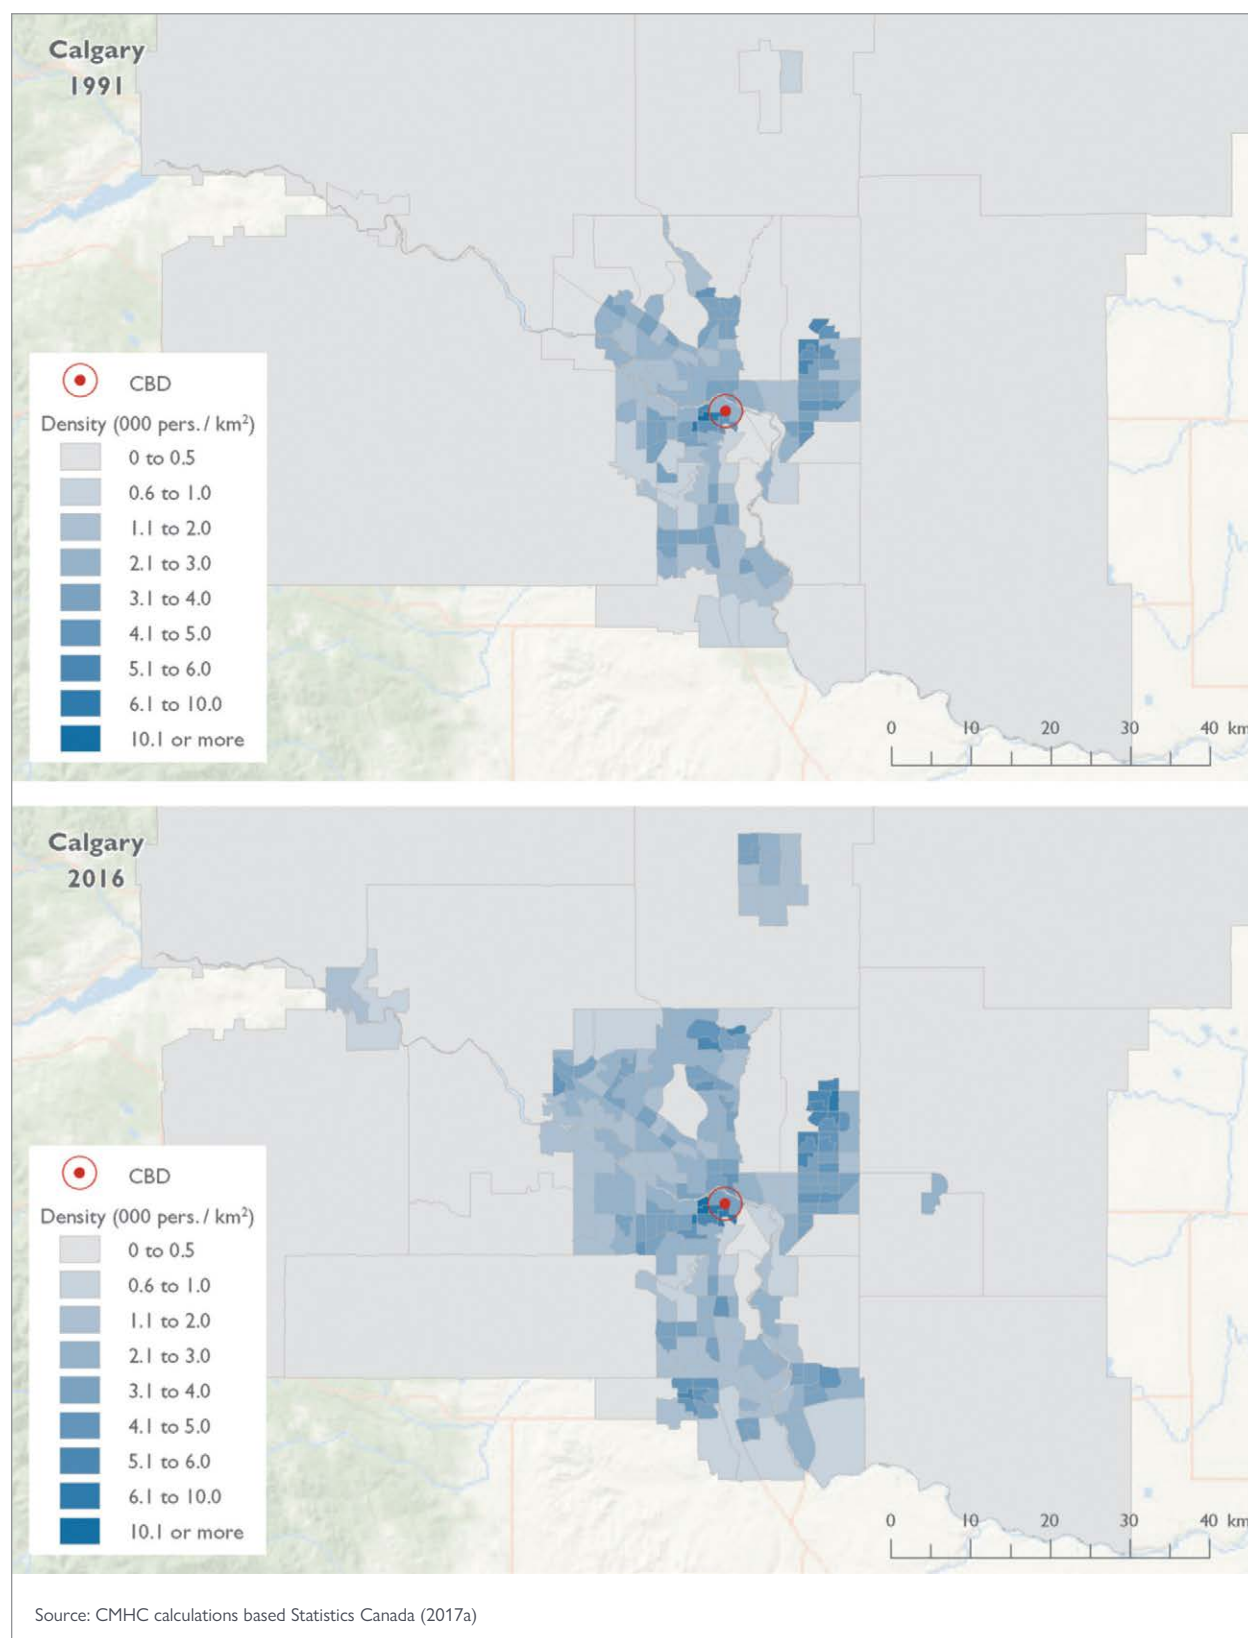 Calgary
1991
CBD
Density (000 pers. / km²)
0 to 0.5
0.6 to 1.0
1.1 to 2.0
2.1 to 3.0
3.1 to 4.0
4.1 to 5.0
5.1 to 6.0
6.1 to 10.0
10.1 or more
0 10 20 30 40 km
Calgary
2016
CBD
Density (000 pers. / km²)
0 to 0.5
0.6 to 1.0
1.1 to 2.0
2.1 to 3.0
3.1 to 4.0
4.1 to 5.0
5.1 to 6.0
6.1 to 10.0
10.1 or more
0 10 20 30 40 km
Source: CMHC calculations based Statistics Canada (2017a)